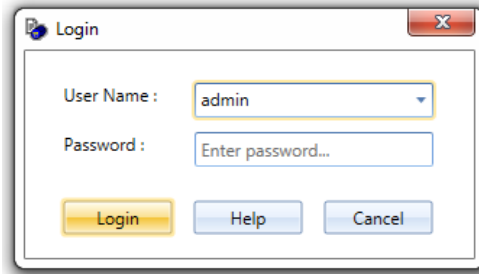 Login
User Name : admin
Password : Enter password...
Login Help Cancel